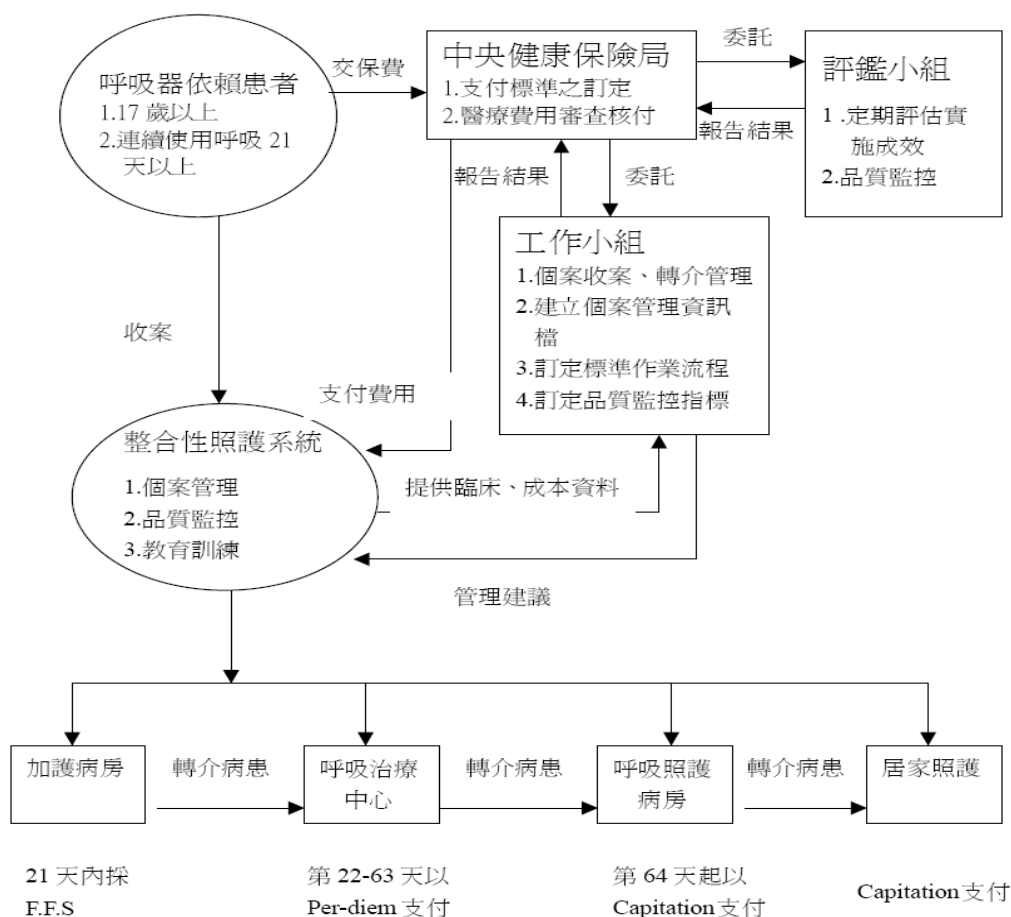 呼吸器依賴患者
1.17 歲以上
2.連續使用呼吸 21
天以上
交保費
中央健康保險局
1.支付標準之訂定
2.醫療費用審查核付
委託
報告結果
評鑑小組
1 .定期評估實
施成效
2.品質監控
報告結果
委託
工作小組
1.個案收案、轉介管理
2.建立個案管理資訊
檔
3.訂定標準作業流程
4.訂定品質監控指標
收案
支付費用
整合性照護系統
1.個案管理
2.品質監控
3.教育訓練
提供臨床、成本資料
管理建議
加護病房
轉介病患
呼吸治療
中心
轉介病患
呼吸照護
病房
轉介病患
居家照護
21 天內採
F.F.S
第 22-63 天以
Per-diem 支付
第 64 天起以
Capitation 支付
Capitation 支付